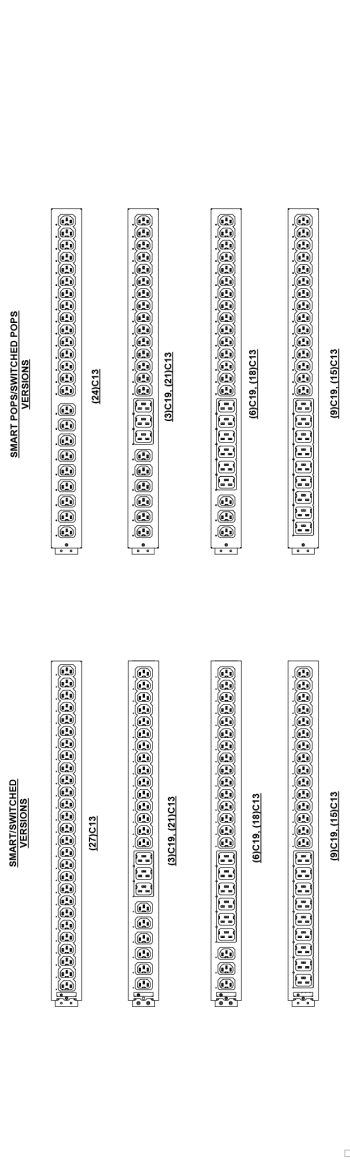 SMART/SWITCHED
VERSIONS
(27)C13
(3)C19, (21)C13
(6)C19, (18)C13
(9)C19, (15)C13
SMART POPS/SWITCHED POPS
VERSIONS
(24)C13
(3)C19, (21)C13
(6)C19, (18)C13
(9)C19, (15)C13